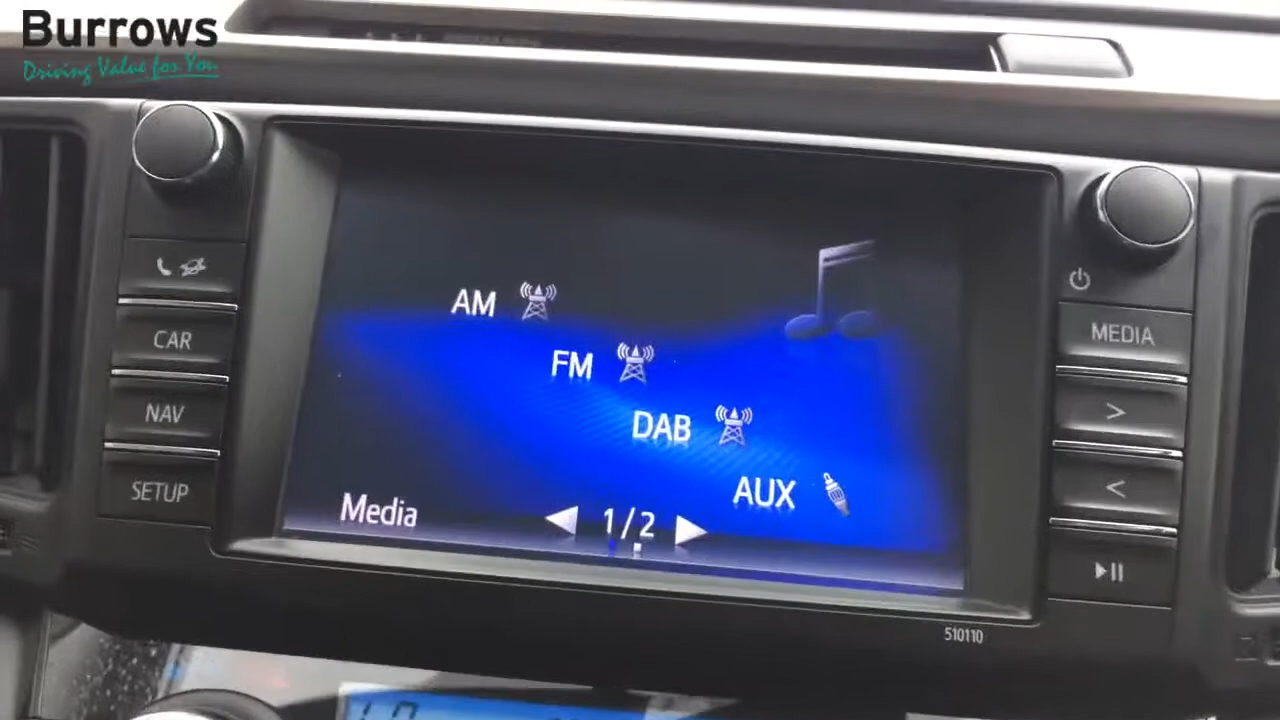 Burrows
Driving Value for You
CAR
NAV
SETUP
AM
FM
DAB
AUX
Media
1/2
MEDIA
>
<
510110